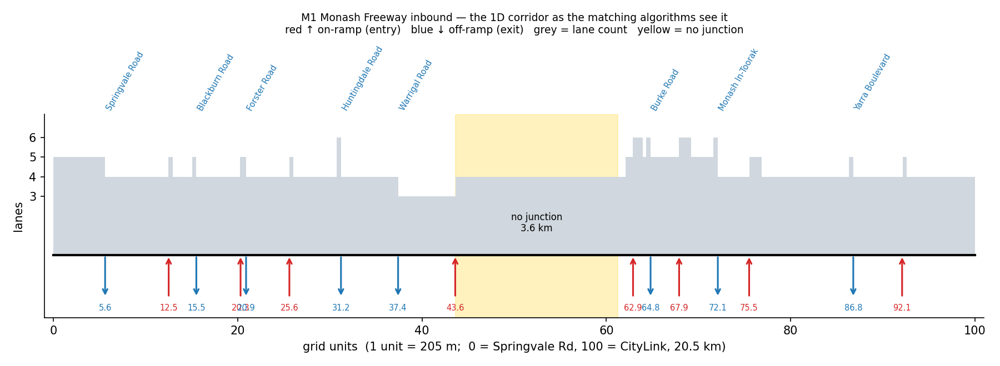 M1 Monash Freeway inbound — the 1D corridor as the matching algorithms see it
red ↑ on-ramp (entry)   blue ↓ off-ramp (exit)   grey = lane count   yellow = no junction
Springvale Road
Blackburn Road
Forster Road
Huntingdale Road
Warrigal Road
Burke Road
Monash In-Toorak
Yarra Boulevard
6
5
4
3
lanes
no junction
3.6 km
5.6
12.5
15.5
20.3
20.9
25.6
31.2
37.4
43.6
62.9
64.8
67.9
72.1
75.5
86.8
92.1
0
20
40
60
80
100
grid units  (1 unit = 205 m;  0 = Springvale Rd, 100 = CityLink, 20.5 km)